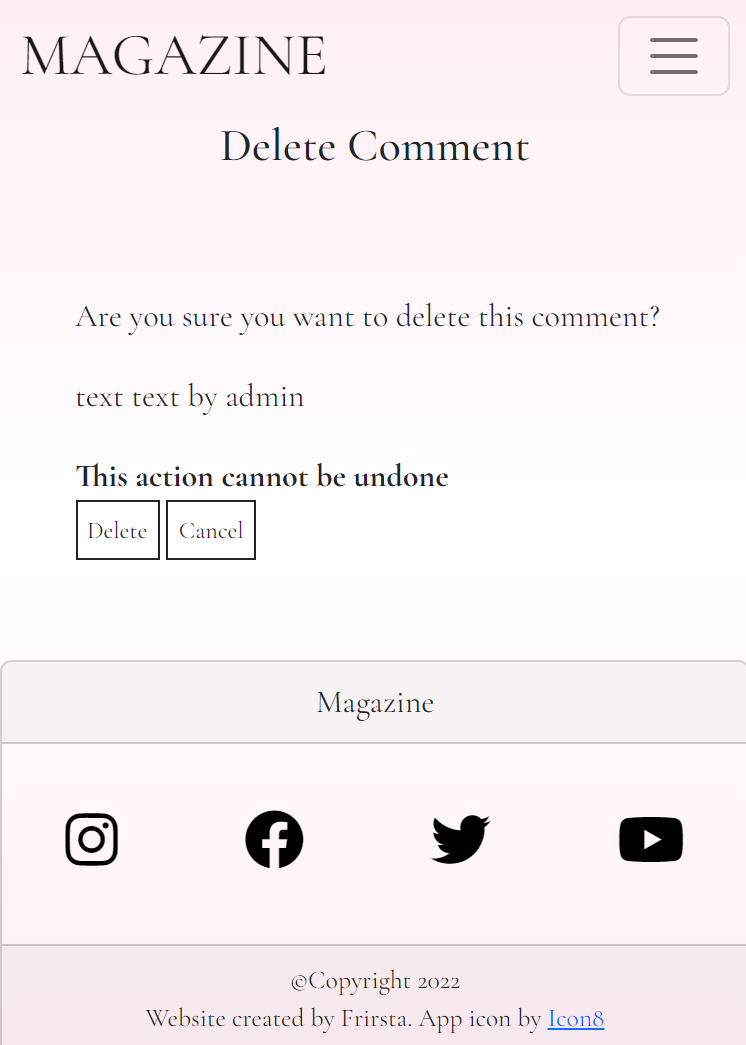 MAGAZINE
Delete Comment
Are you sure you want to delete this comment?
text text by admin
This action cannot be undone
Delete Cancel
Magazine
©Copyright 2022
Website created by Frirsta. App icon by Icon8